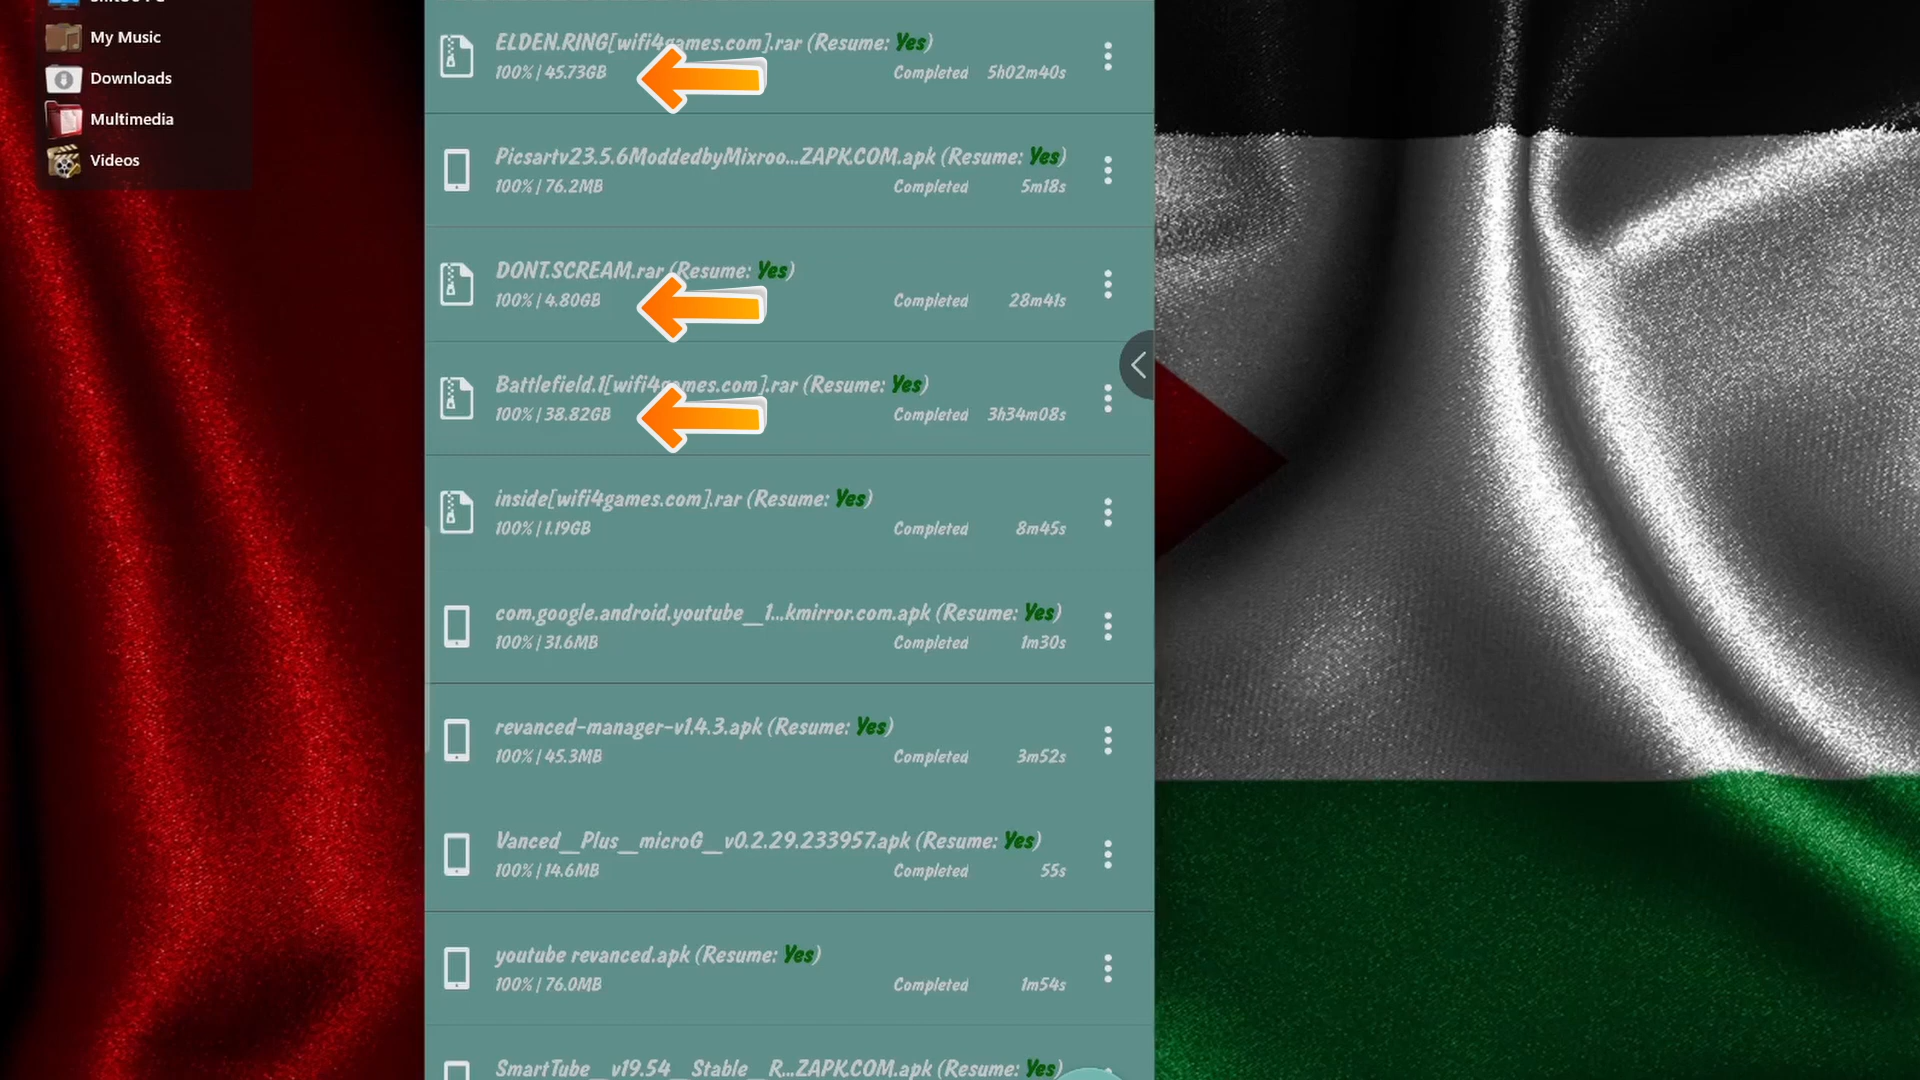 My Music
Downloads
Multimedia
Videos
ELDEN.RING[wifi4games.com].rar (Resume: Yes)
100% | 45.73GB Completed 5h02m40s
Picsartv23.5.6ModdedbyMixroo...ZAPK.COM.apk (Resume: Yes)
100% | 76.2MB Completed 5m18s
DONT.SCREAM.rar (Resume: Yes)
100% | 4.80GB Completed 28m41s
Battlefield.1[wifi4games.com].rar (Resume: Yes)
100% | 38.82GB Completed 3h34m08s
inside[wifi4games.com].rar (Resume: Yes)
100% | 1.19GB Completed 8m45s
com.google.android.youtube__1...kmirror.com.apk (Resume: Yes)
100% | 31.6MB Completed 1m30s
revanced-manager-v1.4.3.apk (Resume: Yes)
100% | 45.3MB Completed 3m52s
Vanced__Plus__microG__v0.2.29.233957.apk (Resume: Yes)
100% | 14.6MB Completed 55s
youtube revanced.apk (Resume: Yes)
100% | 76.0MB Completed 1m54s
SmartTube__v19.54__Stable__R...ZAPK.COM.apk (Resume: Yes)